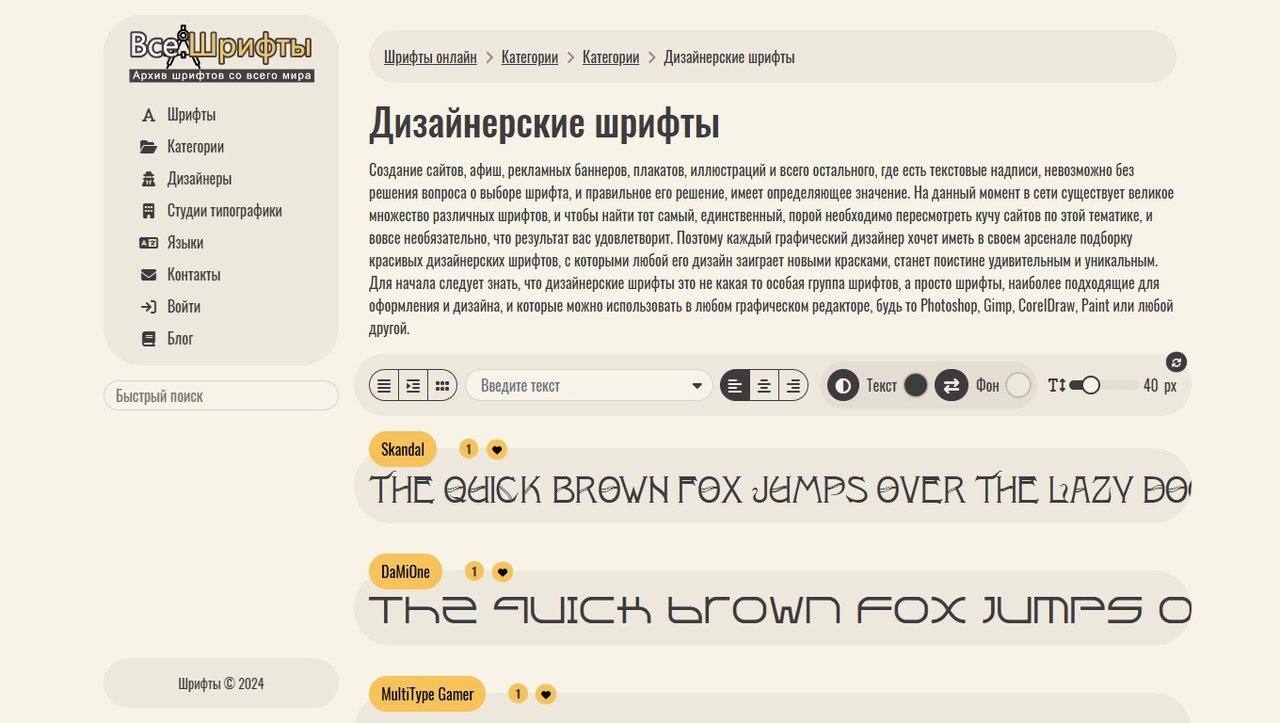 ВсеШрифты
Архив шрифтов со всего мира
Шрифты
Категории
Дизайнеры
Студии типографики
Языки
Контакты
Войти
Блог
Быстрый поиск
Шрифты © 2024
Шрифты онлайн
Категории
Категории
Дизайнерские шрифты
Дизайнерские шрифты
Создание сайтов, афиш, рекламных баннеров, плакатов, иллюстраций и всего остального, где есть текстовые надписи, невозможно без
решения вопроса о выборе шрифта, и правильное его решение, имеет определяющее значение. На данный момент в сети существует великое
множество различных шрифтов, и чтобы найти тот самый, единственный, порой необходимо пересмотреть кучу сайтов по этой тематике, и
вовсе необязательно, что результат вас удовлетворит. Поэтому каждый графический дизайнер хочет иметь в своем арсенале подборку
красивых дизайнерских шрифтов, с которыми любой его дизайн заиграет новыми красками, станет поистине удивительным и уникальным.
Для начала следует знать, что дизайнерские шрифты это не какая то особая группа шрифтов, а просто шрифты, наиболее подходящие для
оформления и дизайна, и которые можно использовать в любом графическом редакторе, будь то Photoshop, Gimp, CorelDraw, Paint или любой
другой.
Введите текст
Текст
Фон
40 px
Skandal
1
THE QUICK BROWN FOX JUMPS OVER THE LAZY DO
DaMiOne
1
The quick brown fox jumps o
MultiType Gamer
1